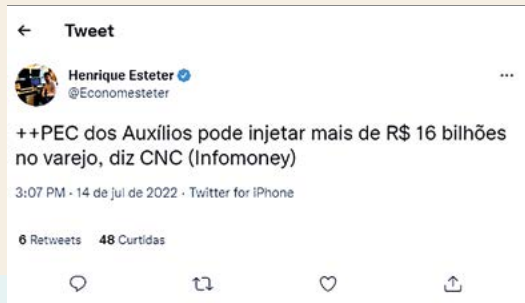 Tweet
Henrique Esteter
@Economesteter
++PEC dos Auxílios pode injetar mais de R$ 16 bilhões
no varejo, diz CNC (Infomoney)
3:07 PM · 14 de jul de 2022 · Twitter for iPhone
6 Retweets 48 Curtidas